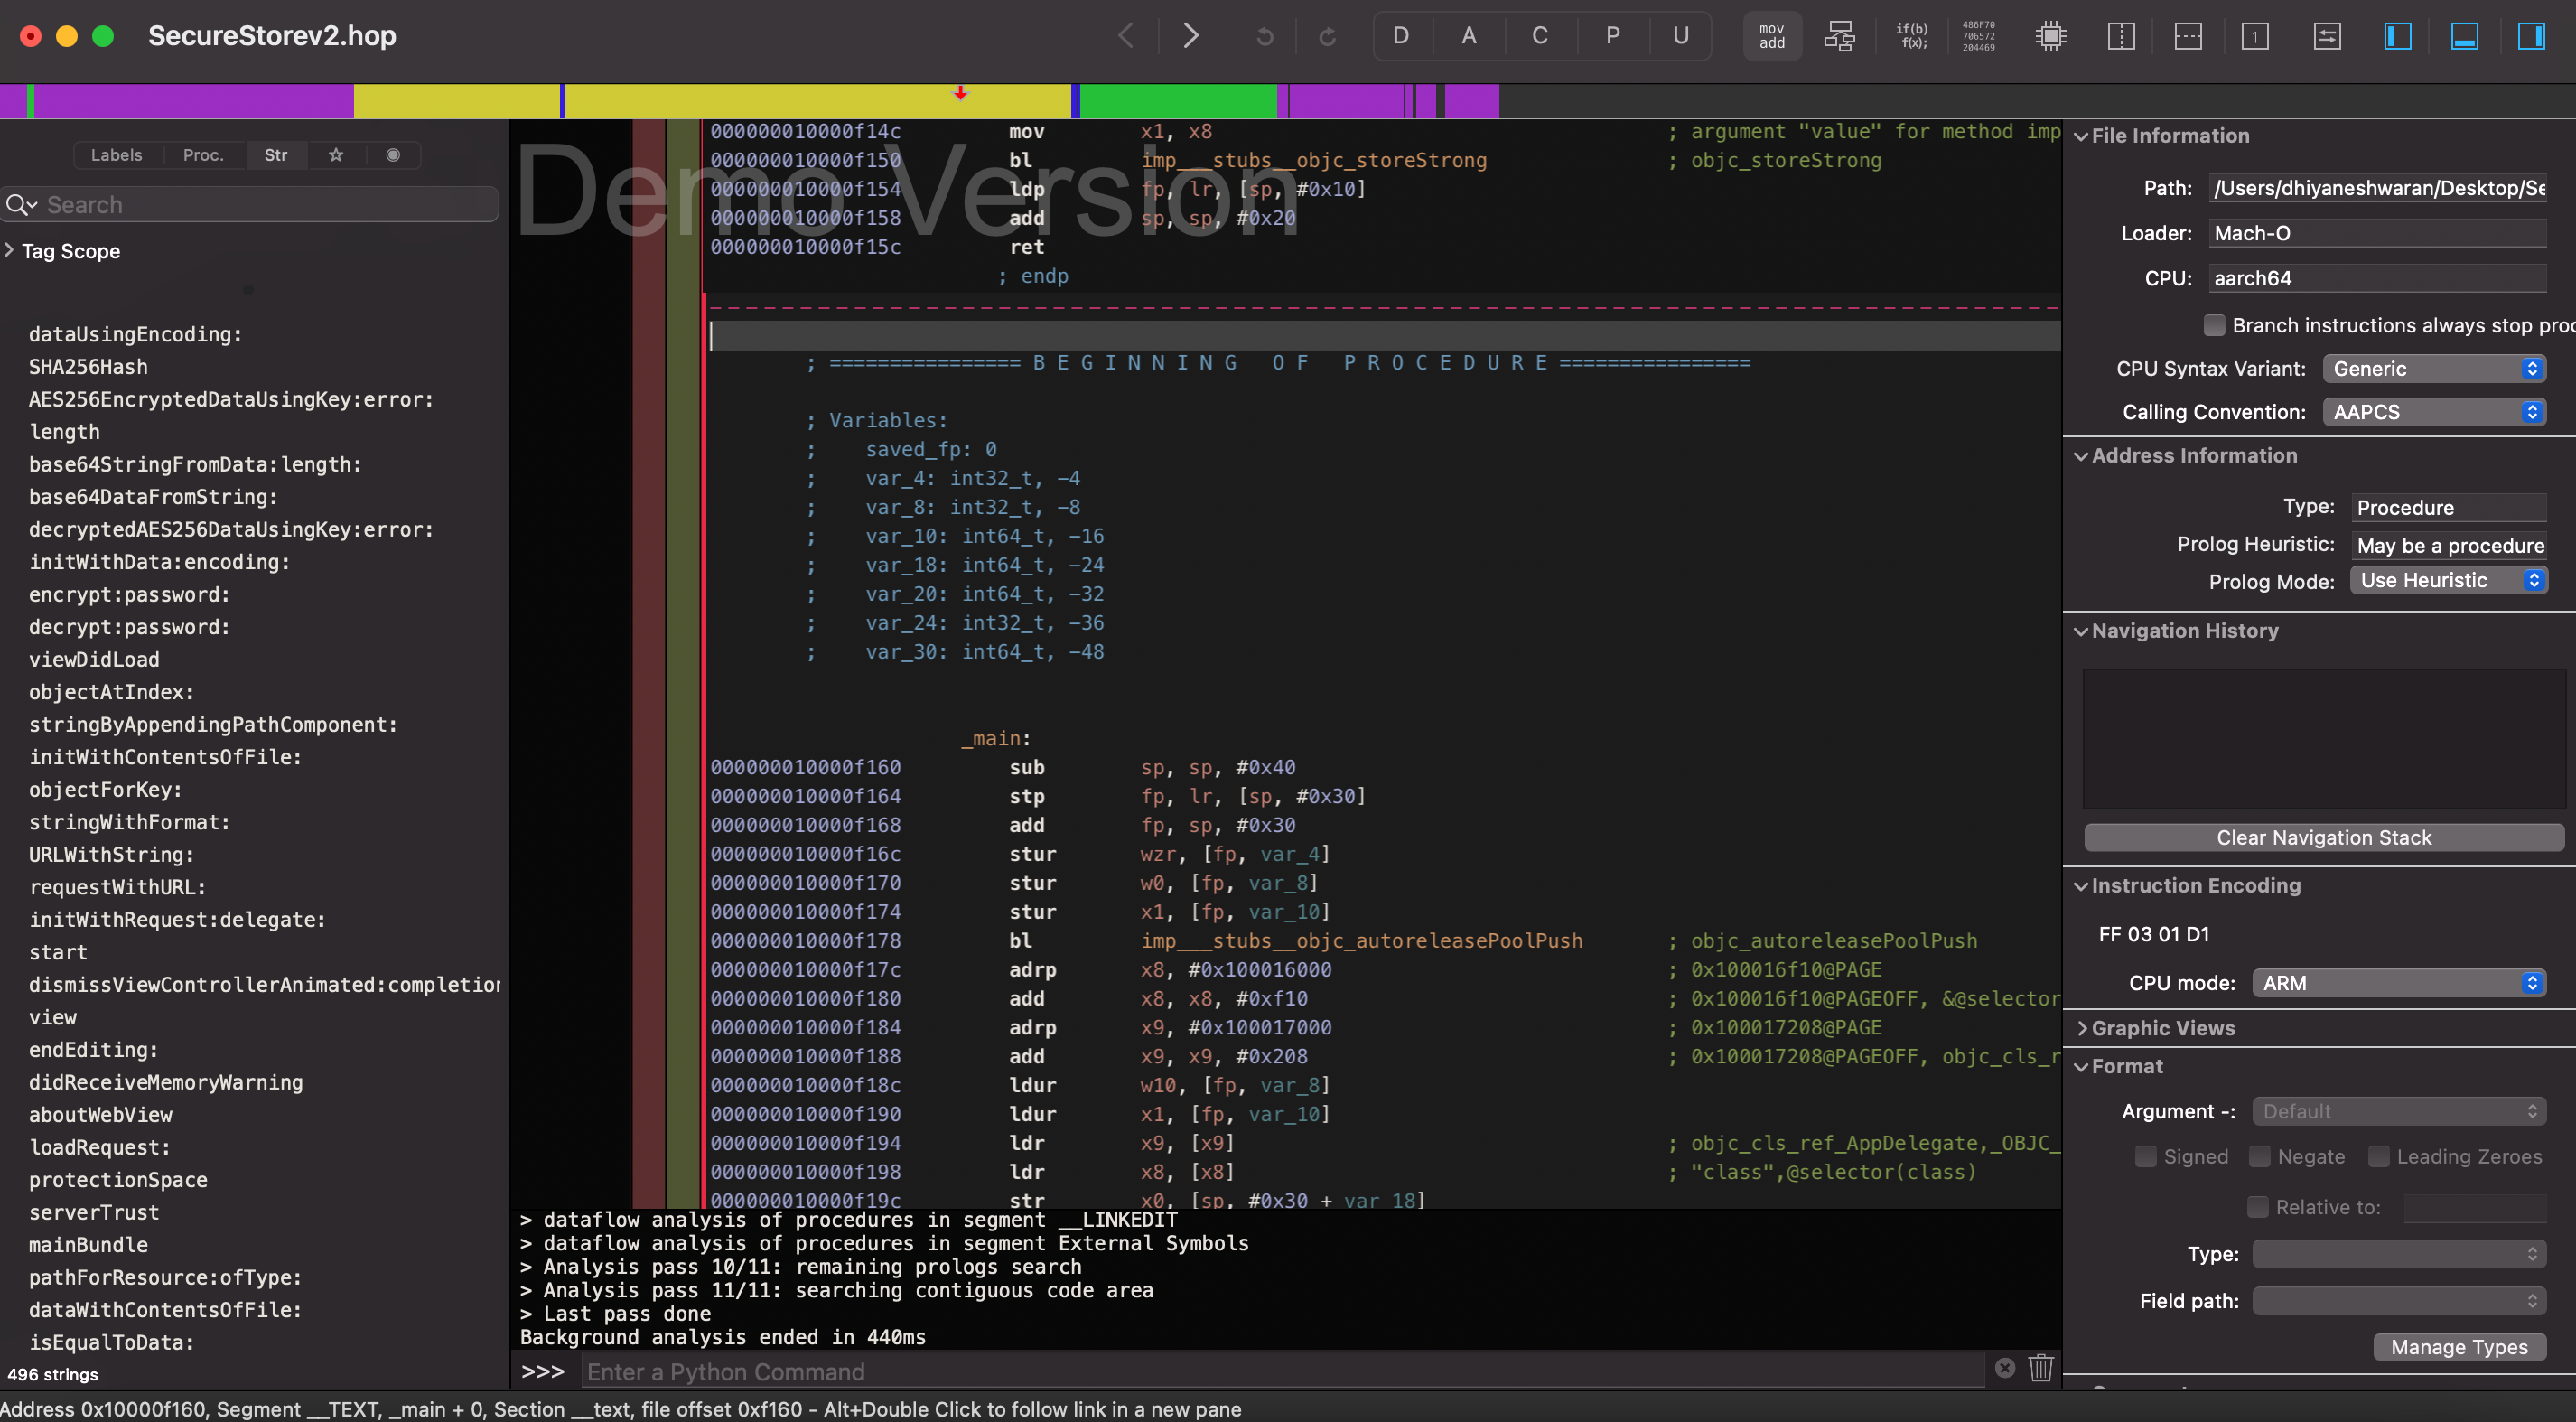 SecureStorev2.hop
D A C P U
mov
add
if(b)
f(x);
486F70
706572
204469
1
Labels Proc. Str
Search
Tag Scope
dataUsingEncoding:
SHA256Hash
AES256EncryptedDataUsingKey:error:
length
base64StringFromData:length:
base64DataFromString:
decryptedAES256DataUsingKey:error:
initWithData:encoding:
encrypt:password:
decrypt:password:
viewDidLoad
objectAtIndex:
stringByAppendingPathComponent:
initWithContentsOfFile:
objectForKey:
stringWithFormat:
URLWithString:
requestWithURL:
initWithRequest:delegate:
start
dismissViewControllerAnimated:completion
view
endEditing:
didReceiveMemoryWarning
aboutWebView
loadRequest:
protectionSpace
serverTrust
mainBundle
pathForResource:ofType:
dataWithContentsOfFile:
isEqualToData:
496 strings
Demo Version
000000010000f14c mov x1, x8 ; argument "value" for method imp
000000010000f150 bl imp___stubs__objc_storeStrong ; objc_storeStrong
000000010000f154 ldp fp, lr, [sp, #0x10]
000000010000f158 add sp, sp, #0x20
000000010000f15c ret
; endp
; ================ B E G I N N I N G   O F   P R O C E D U R E ================
; Variables:
; saved_fp: 0
; var_4: int32_t, -4
; var_8: int32_t, -8
; var_10: int64_t, -16
; var_18: int64_t, -24
; var_20: int64_t, -32
; var_24: int32_t, -36
; var_30: int64_t, -48
_main:
000000010000f160 sub sp, sp, #0x40
000000010000f164 stp fp, lr, [sp, #0x30]
000000010000f168 add fp, sp, #0x30
000000010000f16c stur wzr, [fp, var_4]
000000010000f170 stur w0, [fp, var_8]
000000010000f174 stur x1, [fp, var_10]
000000010000f178 bl imp___stubs__objc_autoreleasePoolPush ; objc_autoreleasePoolPush
000000010000f17c adrp x8, #0x100016000 ; 0x100016f10@PAGE
000000010000f180 add x8, x8, #0xf10 ; 0x100016f10@PAGEOFF, &@selector
000000010000f184 adrp x9, #0x100017000 ; 0x100017208@PAGE
000000010000f188 add x9, x9, #0x208 ; 0x100017208@PAGEOFF, objc_cls_r
000000010000f18c ldur w10, [fp, var_8]
000000010000f190 ldur x1, [fp, var_10]
000000010000f194 ldr x9, [x9] ; objc_cls_ref_AppDelegate,_OBJC_
000000010000f198 ldr x8, [x8] ; "class",@selector(class)
000000010000f19c str x0, [sp, #0x30 + var_18]
> dataflow analysis of procedures in segment __LINKEDIT
> dataflow analysis of procedures in segment External Symbols
> Analysis pass 10/11: remaining prologs search
> Analysis pass 11/11: searching contiguous code area
> Last pass done
Background analysis ended in 440ms
>>> Enter a Python Command
File Information
Path: /Users/dhiyaneshwaran/Desktop/Se
Loader: Mach-O
CPU: aarch64
Branch instructions always stop proc
CPU Syntax Variant: Generic
Calling Convention: AAPCS
Address Information
Type: Procedure
Prolog Heuristic: May be a procedure
Prolog Mode: Use Heuristic
Navigation History
Clear Navigation Stack
Instruction Encoding
FF 03 01 D1
CPU mode: ARM
Graphic Views
Format
Argument -: Default
Signed Negate Leading Zeroes
Relative to:
Type:
Field path:
Manage Types
Address 0x10000f160, Segment __TEXT, _main + 0, Section __text, file offset 0xf160 - Alt+Double Click to follow link in a new pane